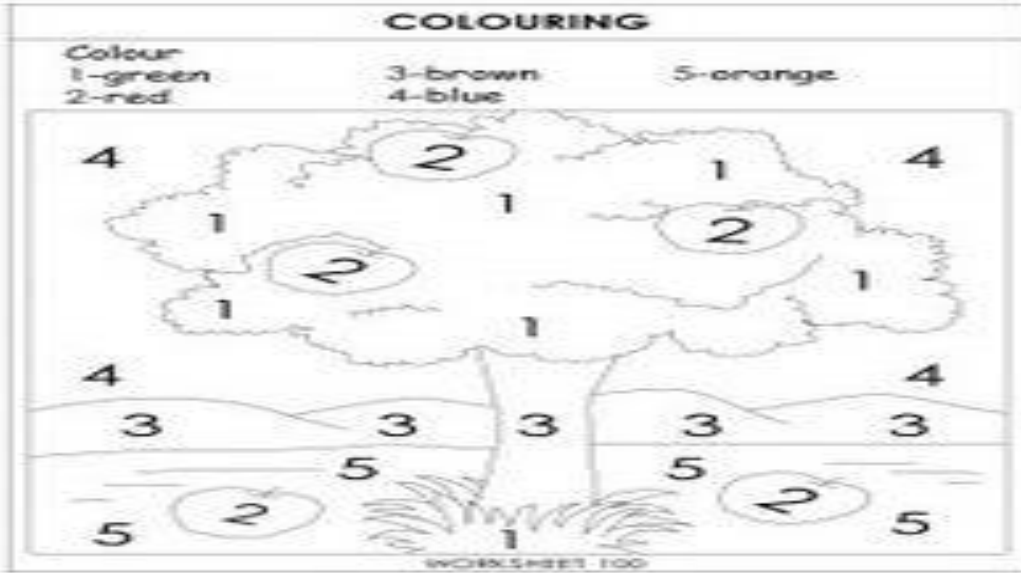 COLOURING
Colour
1-green 3-brown 5-orange
2-red 4-blue
4 2 1 4
1 1 2
2 1
1 1
4 4
3 3 3 3 3
5 5
2 2
5 1 5
WORKSHEET 100